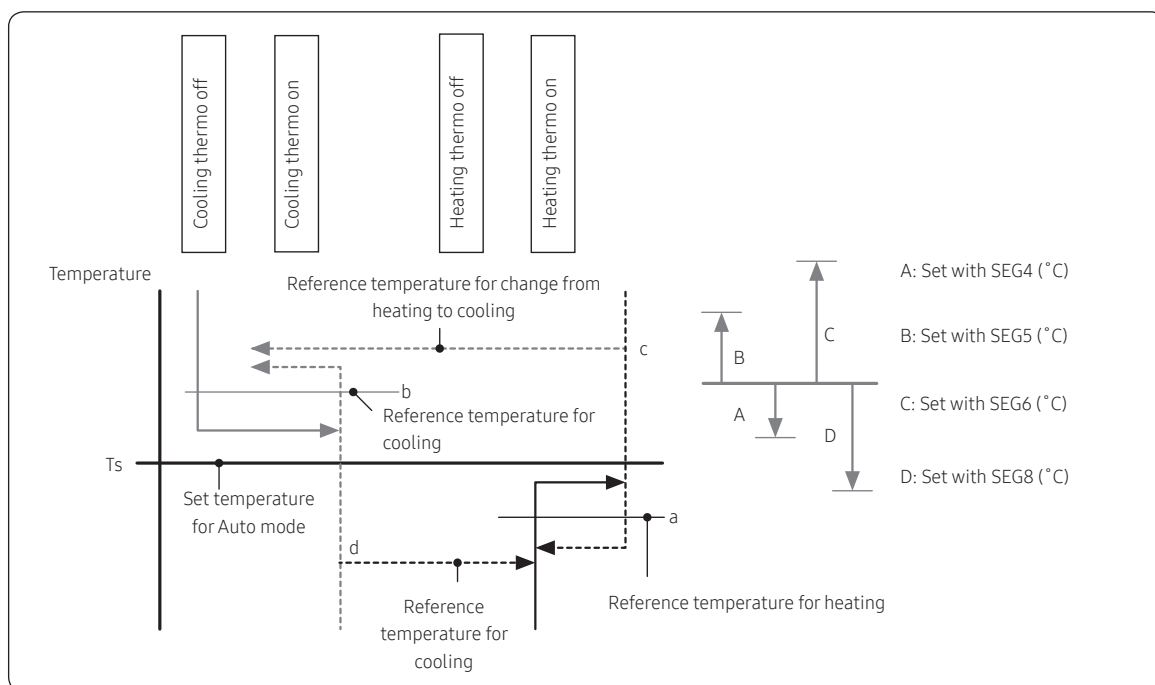 Cooling thermo off
Cooling thermo on
Heating thermo off
Heating thermo on
Temperature
Reference temperature for change from
heating to cooling
c
b
Reference temperature for
cooling
Ts
Set temperature
for Auto mode
a
d
Reference
temperature for
cooling
Reference temperature for heating
B
C
A
D
A: Set with SEG4 (˚C)
B: Set with SEG5 (˚C)
C: Set with SEG6 (˚C)
D: Set with SEG8 (˚C)